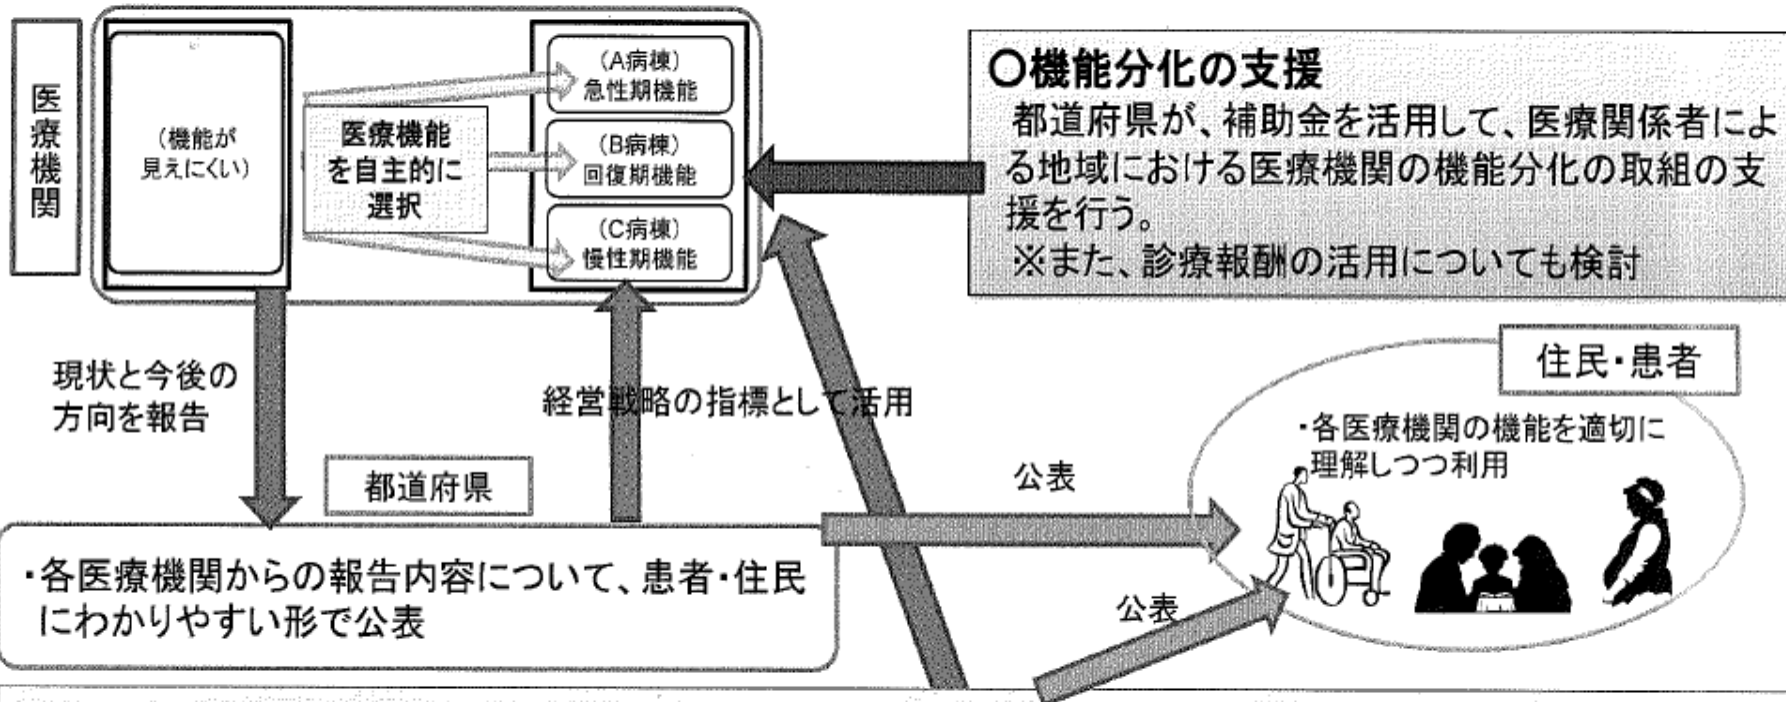 医療機関
(機能が
見えにくい)
医療機能
を自主的に
選択
(A病棟)
急性期機能
(B病棟)
回復期機能
(C病棟)
慢性期機能
〇機能分化の支援
都道府県が、補助金を活用して、医療関係者によ
る地域における医療機関の機能分化の取組の支
援を行う。
※また、診療報酬の活用についても検討
現状と今後の
方向を報告
経営戦略の指標として活用
都道府県
・各医療機関からの報告内容について、患者・住民
にわかりやすい形で公表
公表
公表
住民・患者
・各医療機関の機能を適切に
理解しつつ利用